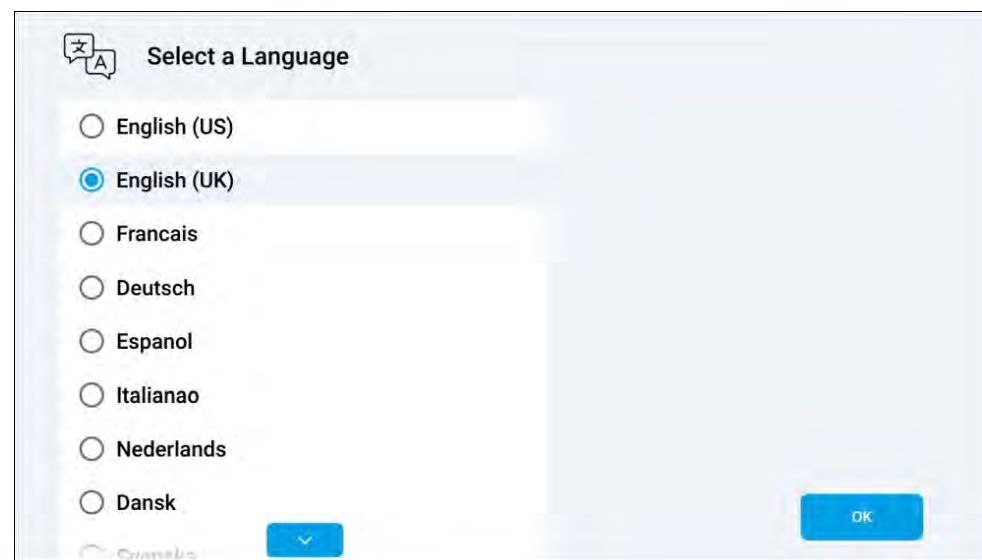 Select a Language
English (US)
English (UK)
Francais
Deutsch
Espanol
Italianao
Nederlands
Dansk
OK